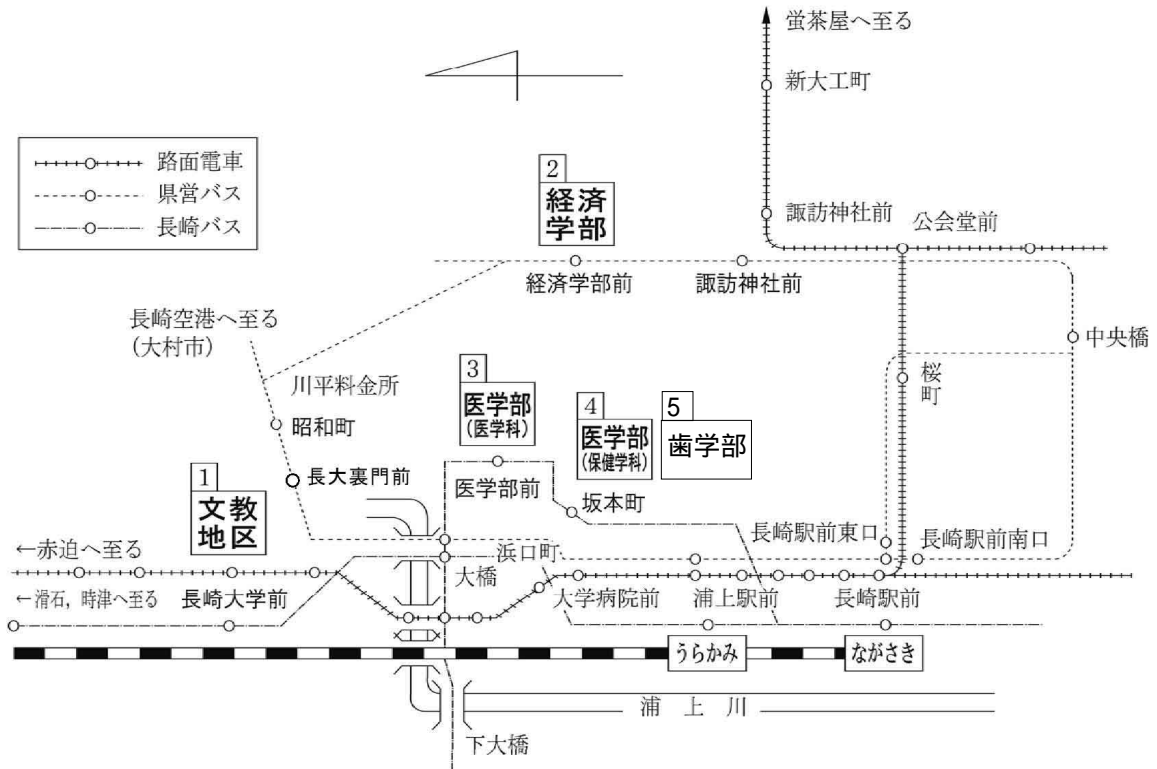 蛍茶屋へ至る
新大工町
路面電車
県営バス
長崎バス
2
経済
学部
諏訪神社前
公会堂前
経済学部前
諏訪神社前
長崎空港へ至る
(大村市)
中央橋
川平料金所
3
医学部
(医学科)
4
医学部
(保健学科)
5
歯学部
桜町
昭和町
1
文教
地区
長大裏門前
医学部前
坂本町
←赤迫へ至る
浜口町
長崎駅前東口
長崎駅前南口
大橋
←滑石，時津へ至る
長崎大学前
大学病院前
浦上駅前
長崎駅前
うらかみ
ながさき
浦上川
下大橋